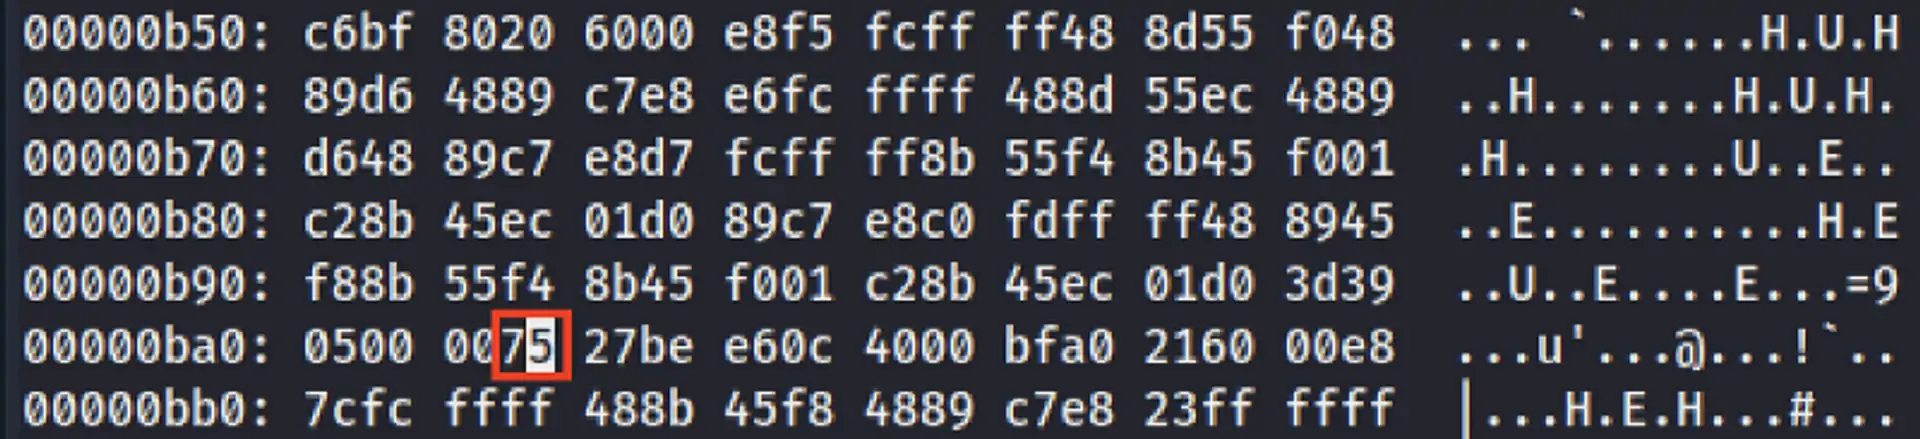 00000b50: c6bf 8020 6000 e8f5 fcff ff48 8d55 f048  ... `......H.U.H
00000b60: 89d6 4889 c7e8 e6fc ffff 488d 55ec 4889  ..H.......H.U.H.
00000b70: d648 89c7 e8d7 fcff ff8b 55f4 8b45 f001  .H........U..E..
00000b80: c28b 45ec 01d0 89c7 e8c0 fdff ff48 8945  ..E..........H.E
00000b90: f88b 55f4 8b45 f001 c28b 45ec 01d0 3d39  ..U..E....E...=9
00000ba0: 0500 0075 27be e60c 4000 bfa0 2160 00e8  ...u'...@...!`..
00000bb0: 7cfc ffff 488b 45f8 4889 c7e8 23ff ffff  |...H.E.H...#...